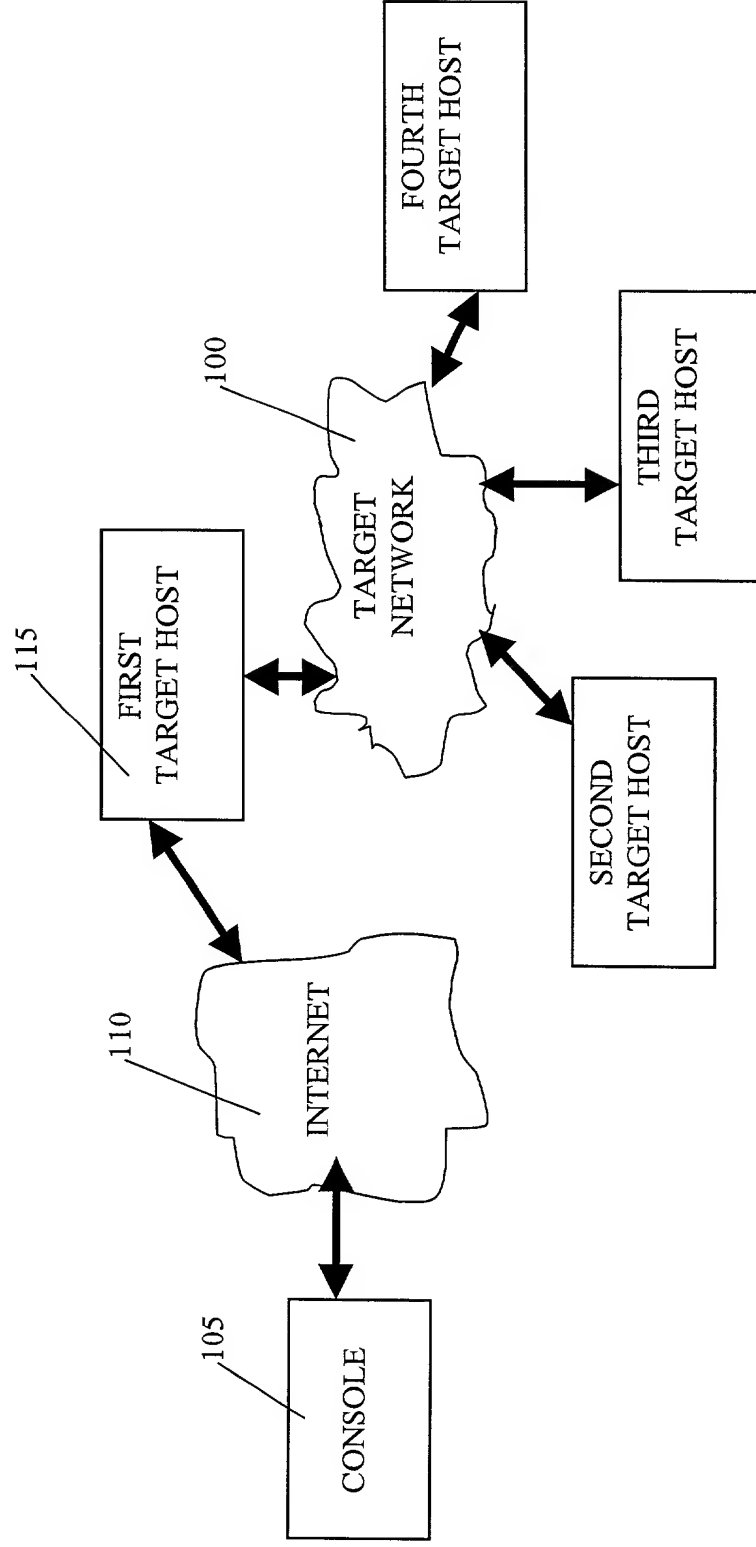 105
CONSOLE
110
INTERNET
115
FIRST
TARGET HOST
100
TARGET
NETWORK
SECOND
TARGET HOST
THIRD
TARGET HOST
FOURTH
TARGET HOST